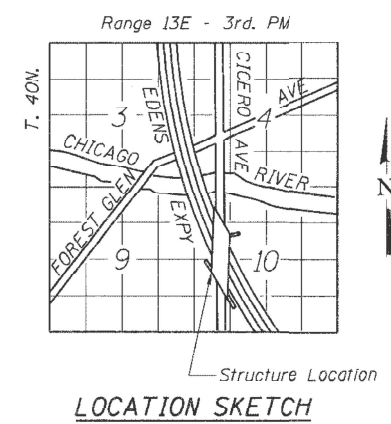 Range 13E - 3rd. PM
T. 40N.
3
EDENS
EXPY
CICERO AVE
4
AVE
CHICAGO
RIVER
FOREST GLEN
N
9
10
Structure Location
LOCATION SKETCH